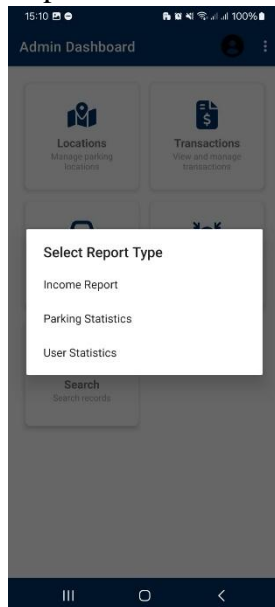 15:10
100%
Admin Dashboard
Locations
Manage parking
locations
Transactions
View and manage
transactions
Select Report Type
Income Report
Parking Statistics
User Statistics
Search
Search records